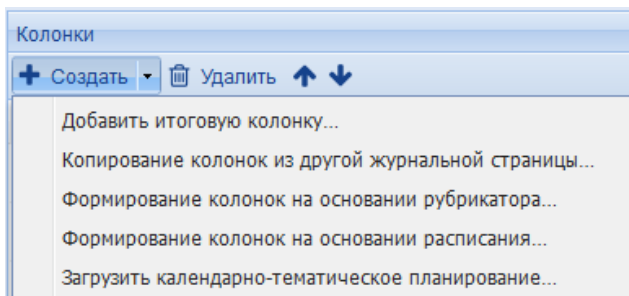 Колонки
Создать Удалить
Добавить итоговую колонку...
Копирование колонок из другой журнальной страницы...
Формирование колонок на основании рубрикатора...
Формирование колонок на основании расписания...
Загрузить календарно-тематическое планирование...